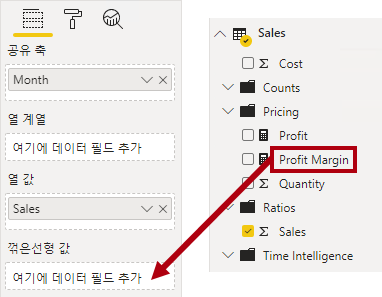 공유 축
Month
열 계열
여기에 데이터 필드 추가
열 값
Sales
꺾은선형 값
여기에 데이터 필드 추가
Sales
Cost
Counts
Pricing
Profit
Profit Margin
Quantity
Ratios
Sales
Time Intelligence